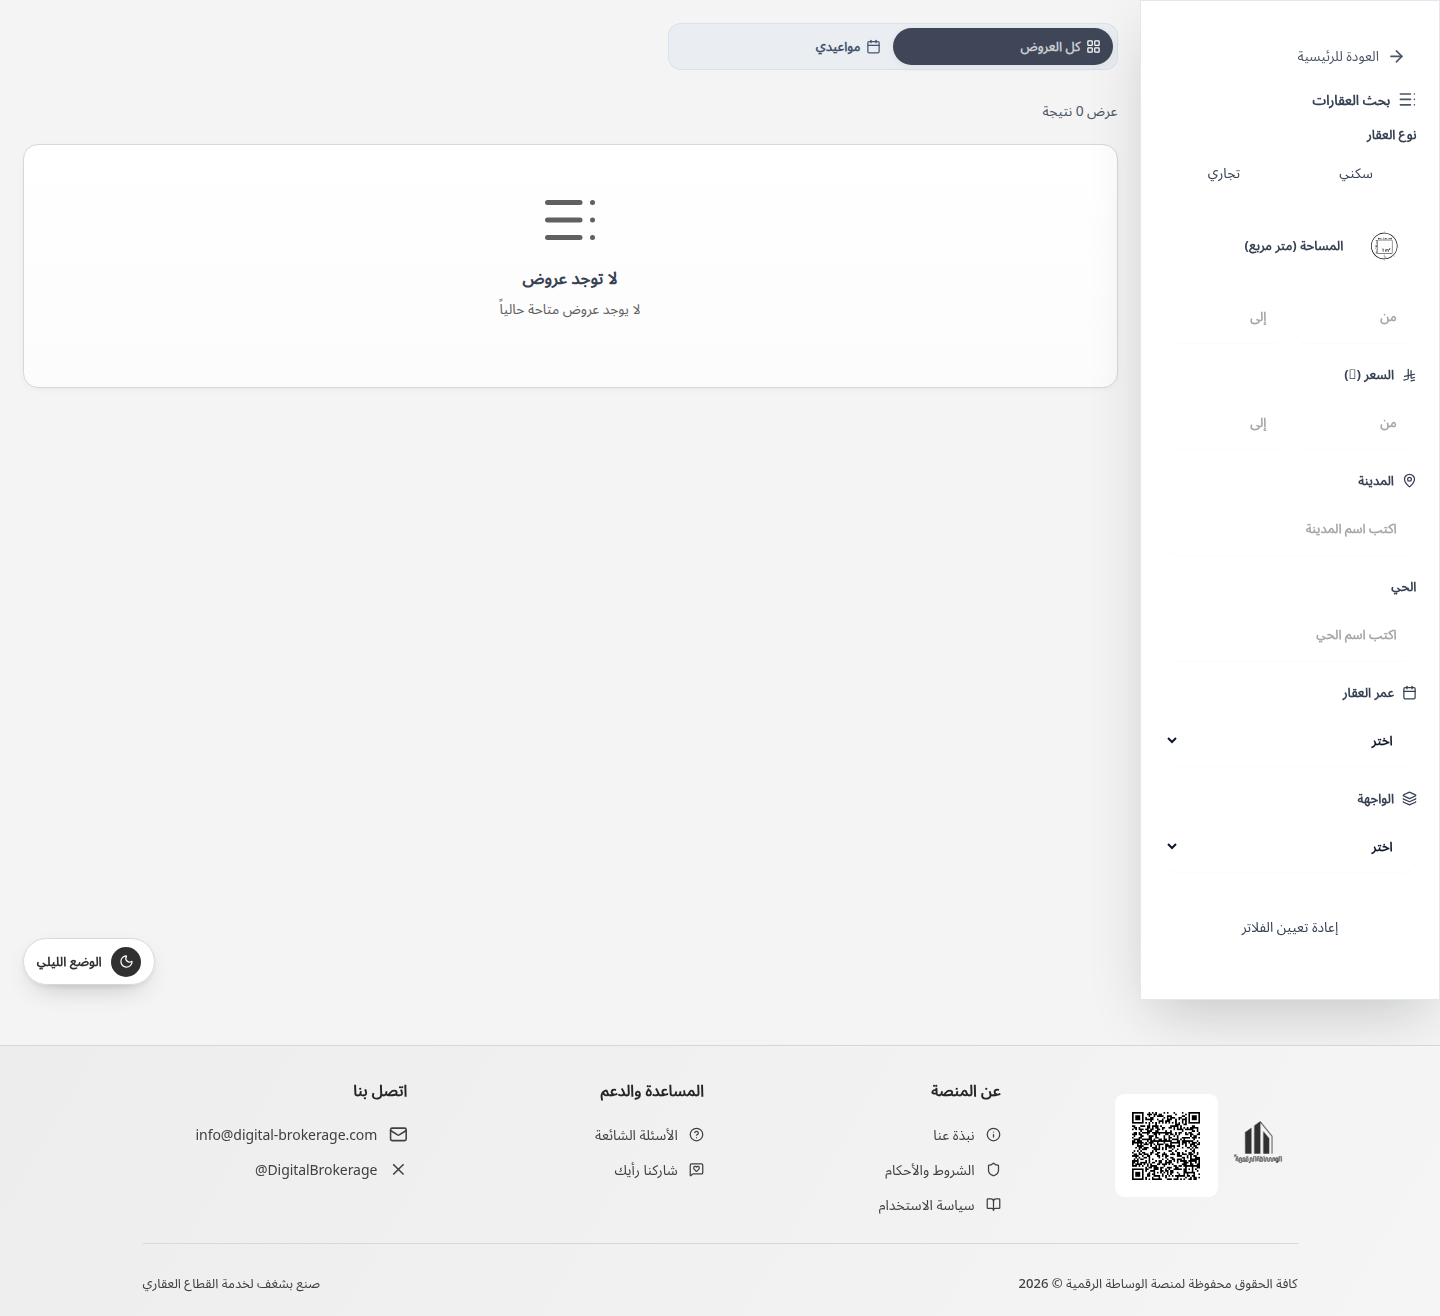 العودة للرئيسية
بحث العقارات
نوع العقار
سكني
تجاري
المساحة (متر مربع)
من
إلى
السعر (▯)
من
إلى
المدينة
اكتب اسم المدينة
الحي
اكتب اسم الحي
عمر العقار
اختر
الواجهة
اختر
إعادة تعيين الفلاتر
كل العروض
مواعيدي
عرض 0 نتيجة
لا توجد عروض
لا يوجد عروض متاحة حالياً
الوضع الليلي
عن المنصة
نبذة عنا
الشروط والأحكام
سياسة الاستخدام
المساعدة والدعم
الأسئلة الشائعة
شاركنا رأيك
اتصل بنا
info@digital-brokerage.com
@DigitalBrokerage
كافة الحقوق محفوظة لمنصة الوساطة الرقمية © 2026
صنع بشغف لخدمة القطاع العقاري